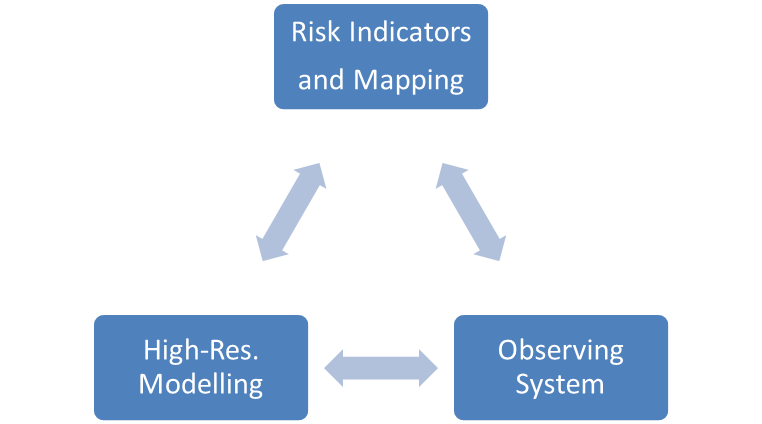 Risk Indicators
and Mapping
High-Res.
Modelling
Observing
System